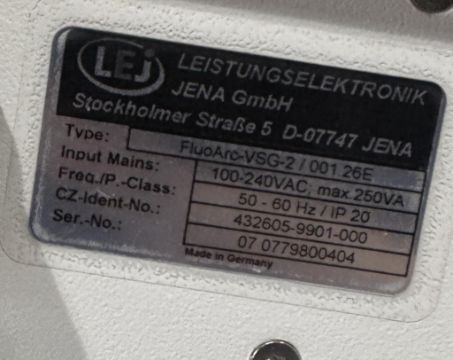 LEj LEISTUNGSELEKTRONIK
JENA GmbH
Stockholmer Straße 5 D-07747 JENA
Type: FluoArc-VSG-2 / 001.26E
Input Mains: 100-240VAC; max.250VA
Freq./P.-Class: 50 - 60 Hz / IP 20
CZ-Ident-No.: 432605-9901-000
Ser.-No.: 07 0779800404
Made in Germany